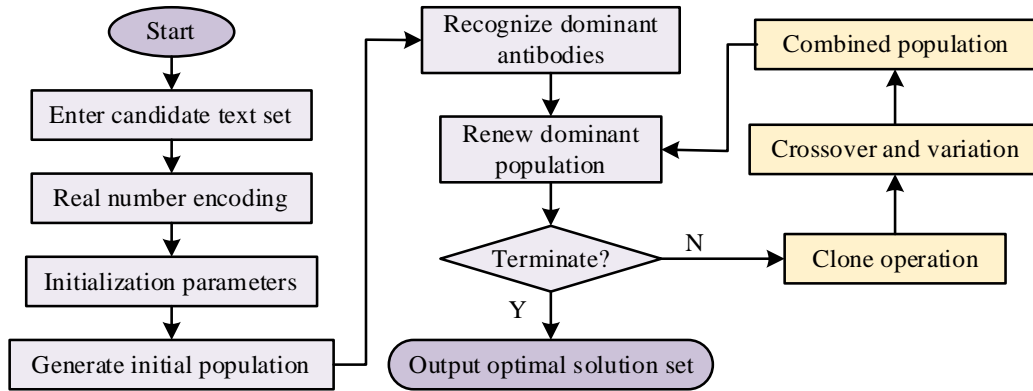 Start
Enter candidate text set
Real number encoding
Initialization parameters
Generate initial population
Recognize dominant
antibodies
Renew dominant
population
Terminate?
N
Y
Output optimal solution set
Clone operation
Crossover and variation
Combined population